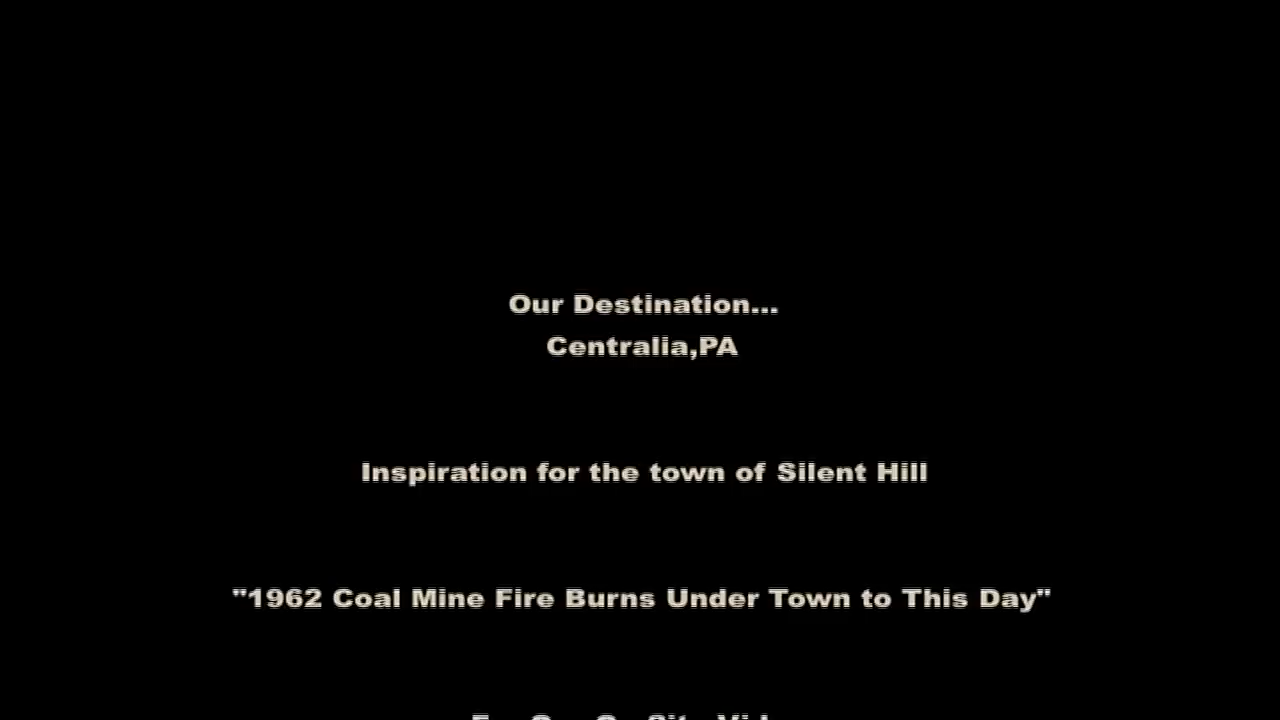 Our Destination...
Centralia,PA
Inspiration for the town of Silent Hill
"1962 Coal Mine Fire Burns Under Town to This Day"